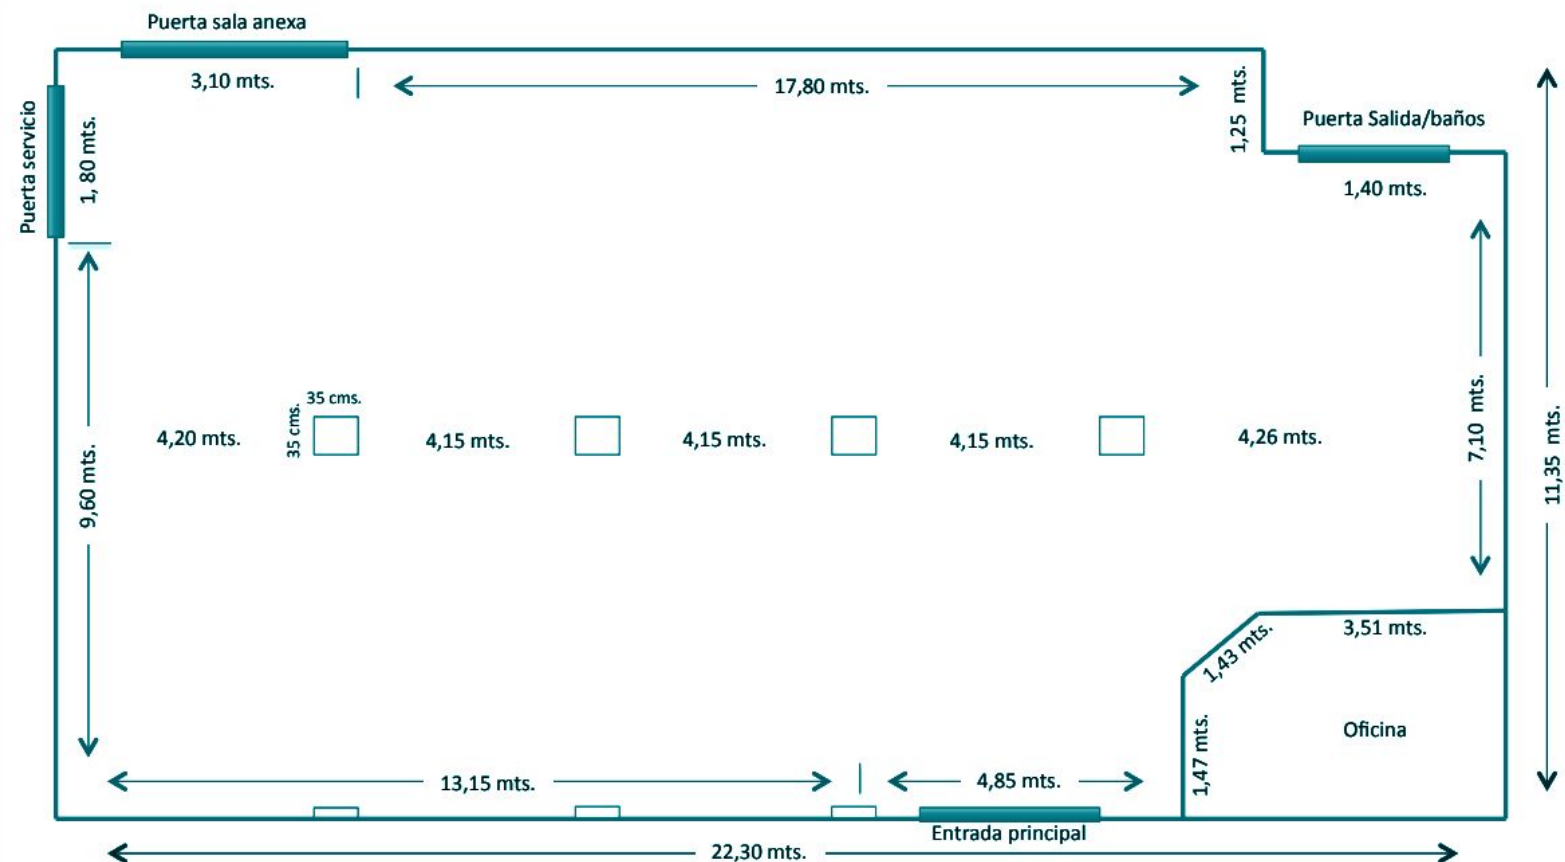 Puerta sala anexa
3,10 mts.
17,80 mts.
1,25 mts.
Puerta Salida/baños
1,40 mts.
Puerta servicio
1, 80 mts.
35 cms.
35 cms.
4,20 mts.
4,15 mts.
4,15 mts.
4,15 mts.
4,26 mts.
7,10 mts.
11,35 mts.
9,60 mts.
3,51 mts.
1,43 mts.
Oficina
1,47 mts.
13,15 mts.
4,85 mts.
Entrada principal
22,30 mts.